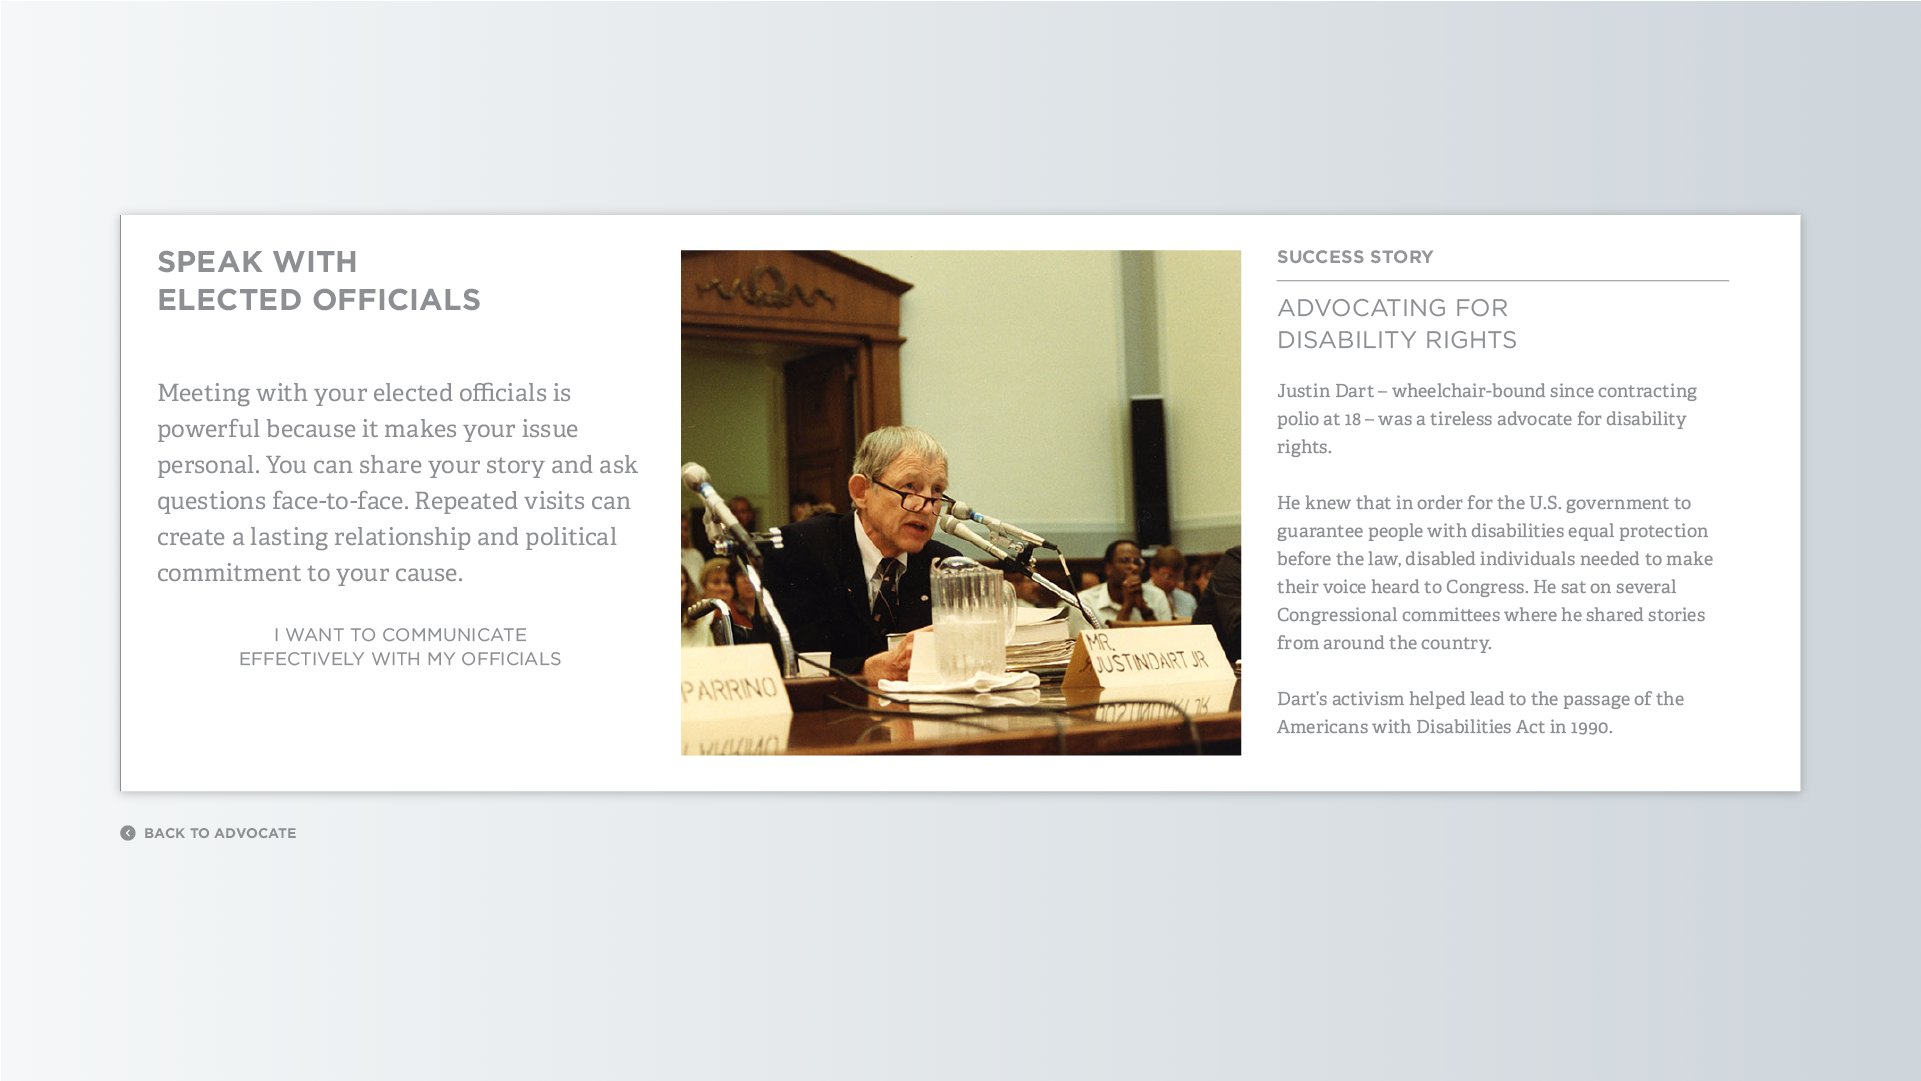 SPEAK WITH
ELECTED OFFICIALS
Meeting with your elected officials is
powerful because it makes your issue
personal. You can share your story and ask
questions face-to-face. Repeated visits can
create a lasting relationship and political
commitment to your cause.
I WANT TO COMMUNICATE
EFFECTIVELY WITH MY OFFICIALS
PARRINO
MR.
JUSTIN DART JR
SUCCESS STORY
ADVOCATING FOR
DISABILITY RIGHTS
Justin Dart – wheelchair-bound since contracting
polio at 18 – was a tireless advocate for disability
rights.
He knew that in order for the U.S. government to
guarantee people with disabilities equal protection
before the law, disabled individuals needed to make
their voice heard to Congress. He sat on several
Congressional committees where he shared stories
from around the country.
Dart's activism helped lead to the passage of the
Americans with Disabilities Act in 1990.
BACK TO ADVOCATE